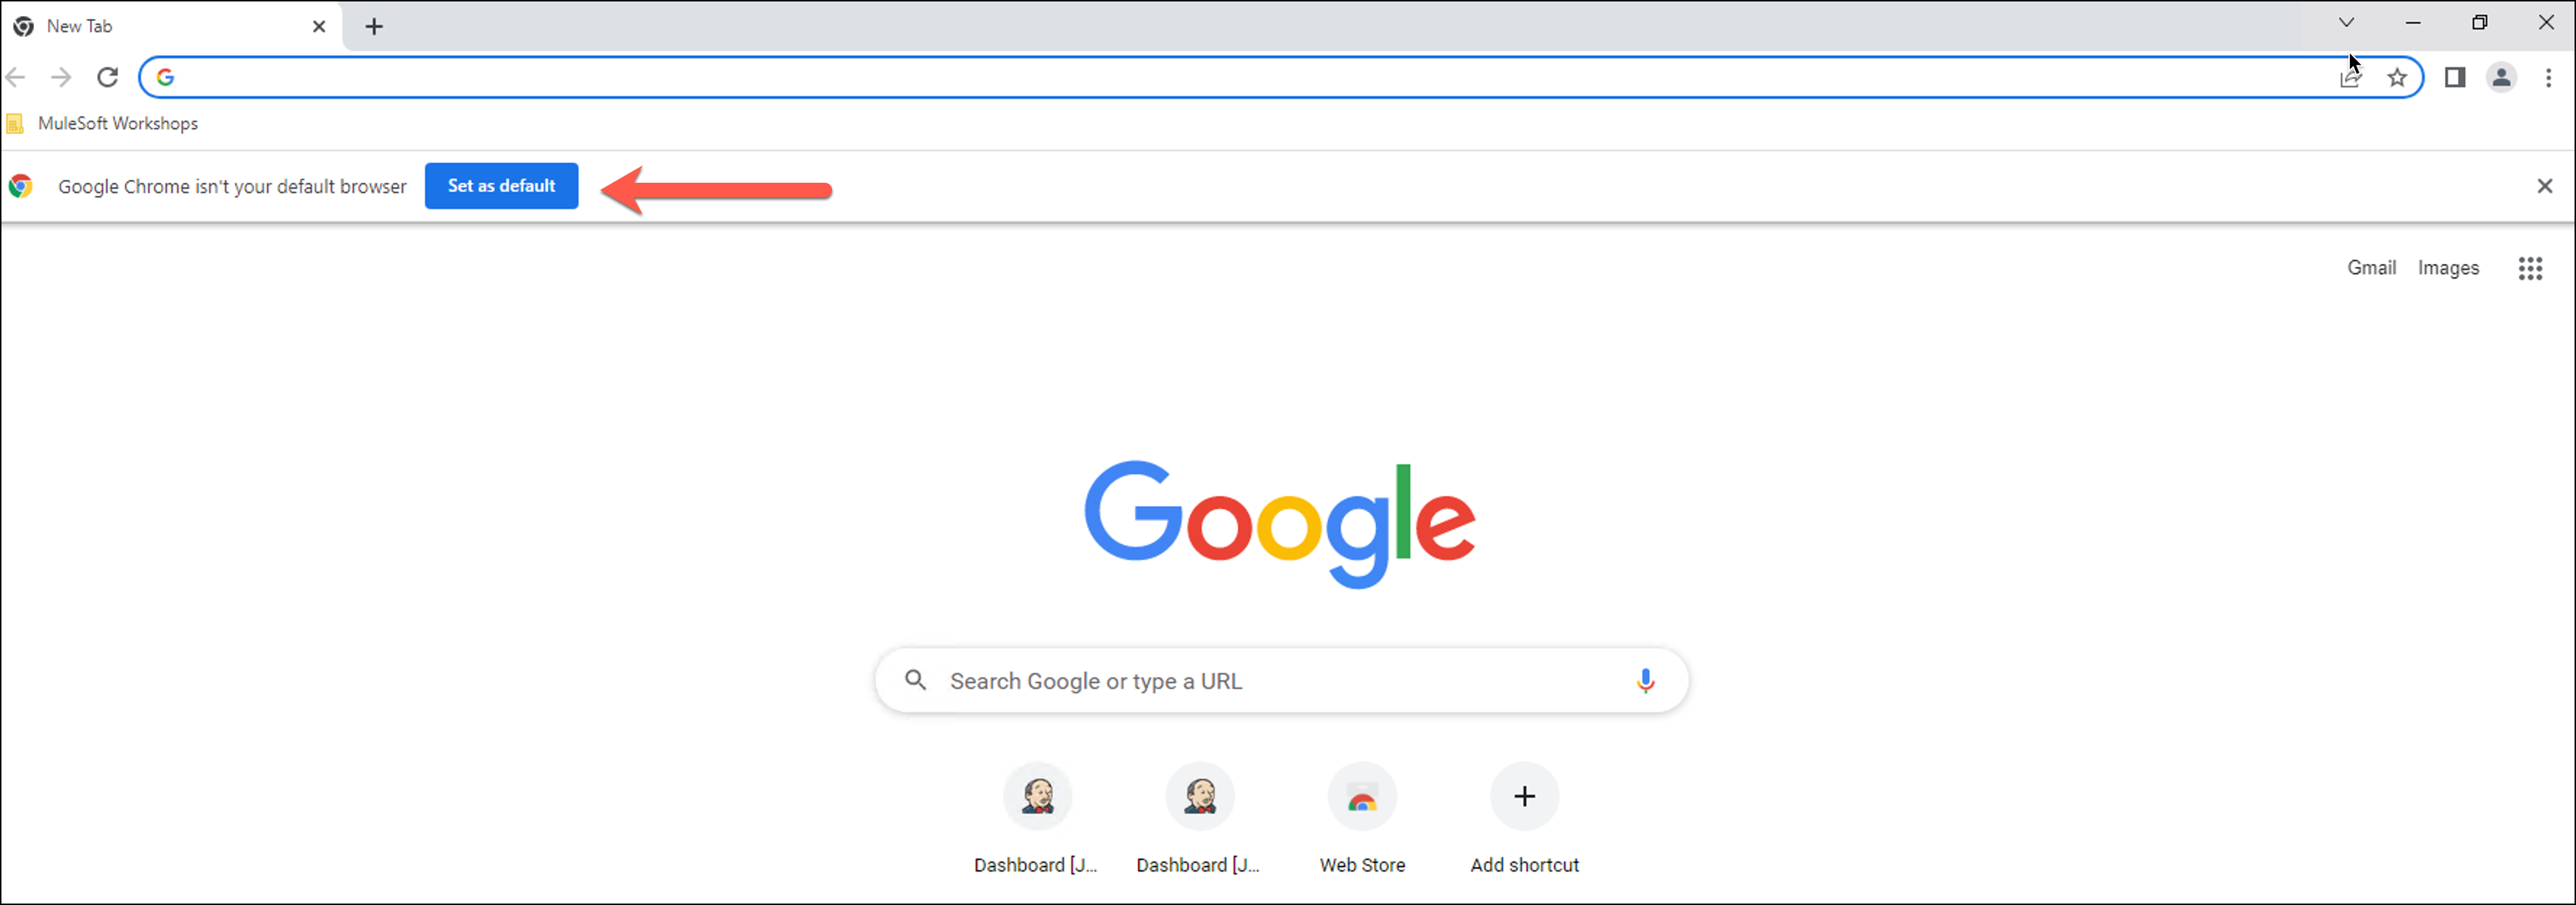 New Tab
MuleSoft Workshops
Google Chrome isn't your default browser Set as default
Gmail Images
Google
Search Google or type a URL
Dashboard [J... Dashboard [J... Web Store Add shortcut